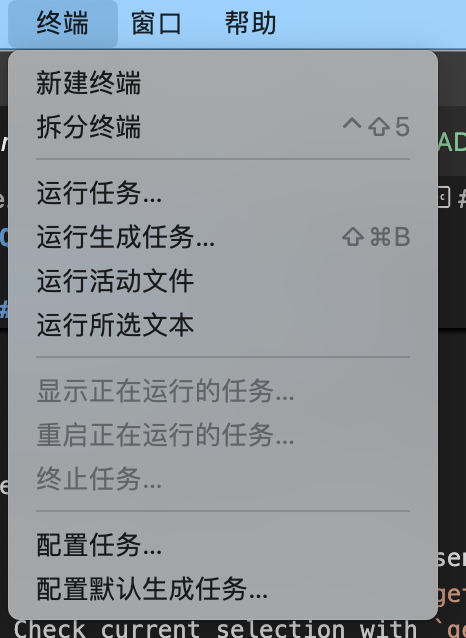 终端 窗口 帮助
新建终端
拆分终端 ⌃⇧5
运行任务...
运行生成任务... ⇧⌘B
运行活动文件
运行所选文本
显示正在运行的任务...
重启正在运行的任务...
终止任务...
配置任务...
配置默认生成任务...
Check current selection with `